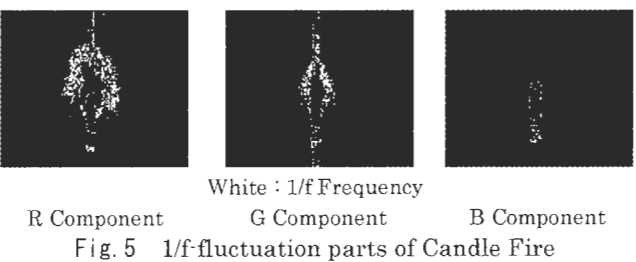 White : 1/f Frequency
R Component G Component B Component
Fig. 5 1/f-fluctuation parts of Candle Fire